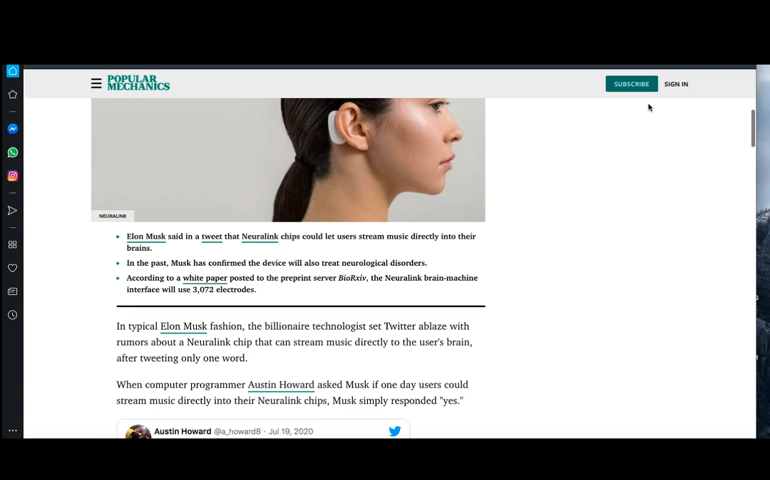 POPULAR
MECHANICS
SUBSCRIBE
SIGN IN
NEURALINK
Elon Musk said in a tweet that Neuralink chips could let users stream music directly into their
brains.
In the past, Musk has confirmed the device will also treat neurological disorders.
According to a white paper posted to the preprint server BioRxiv, the Neuralink brain-machine
interface will use 3,072 electrodes.
In typical Elon Musk fashion, the billionaire technologist set Twitter ablaze with
rumors about a Neuralink chip that can stream music directly to the user's brain,
after tweeting only one word.
When computer programmer Austin Howard asked Musk if one day users could
stream music directly into their Neuralink chips, Musk simply responded "yes."
Austin Howard @a_howard8 · Jul 19, 2020